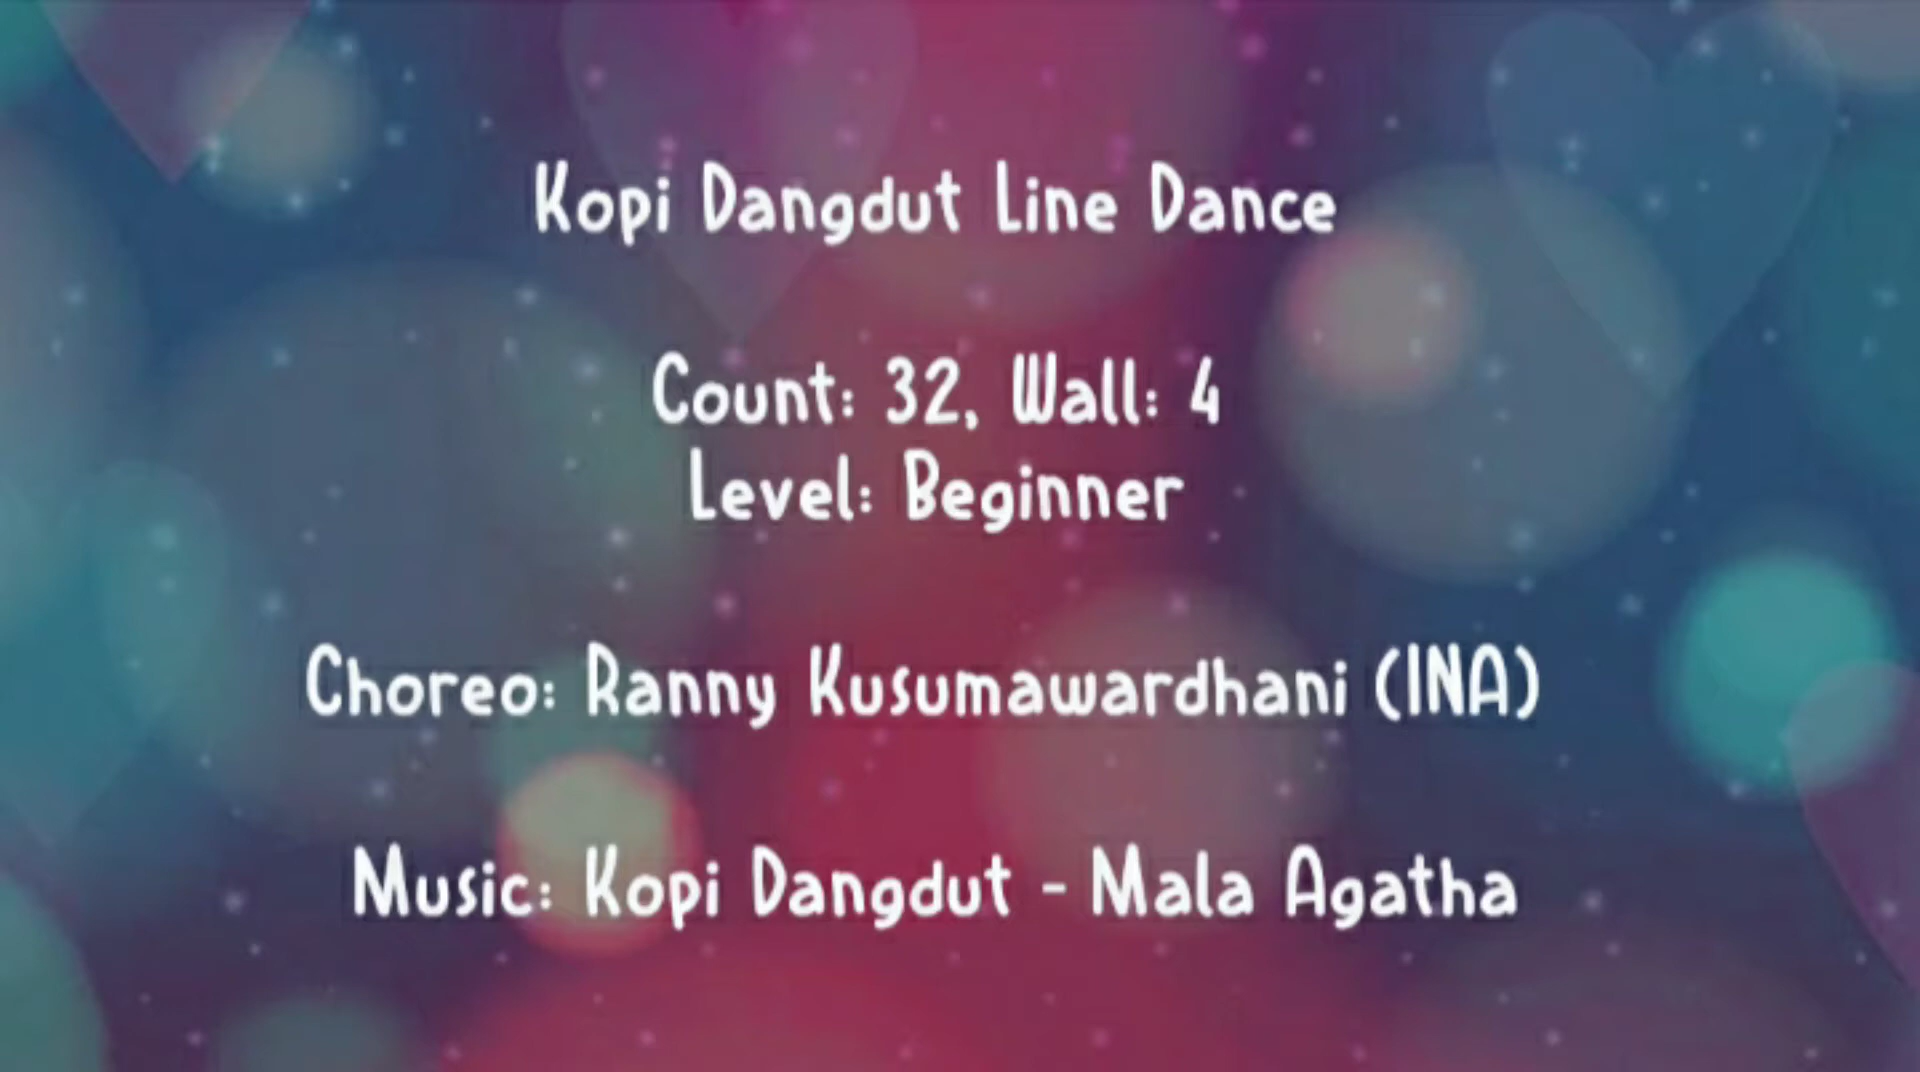 Kopi Dangdut Line Dance
Count: 32, Wall: 4
Level: Beginner
Choreo: Ranny Kusumawardhani (INA)
Music: Kopi Dangdut - Mala Agatha